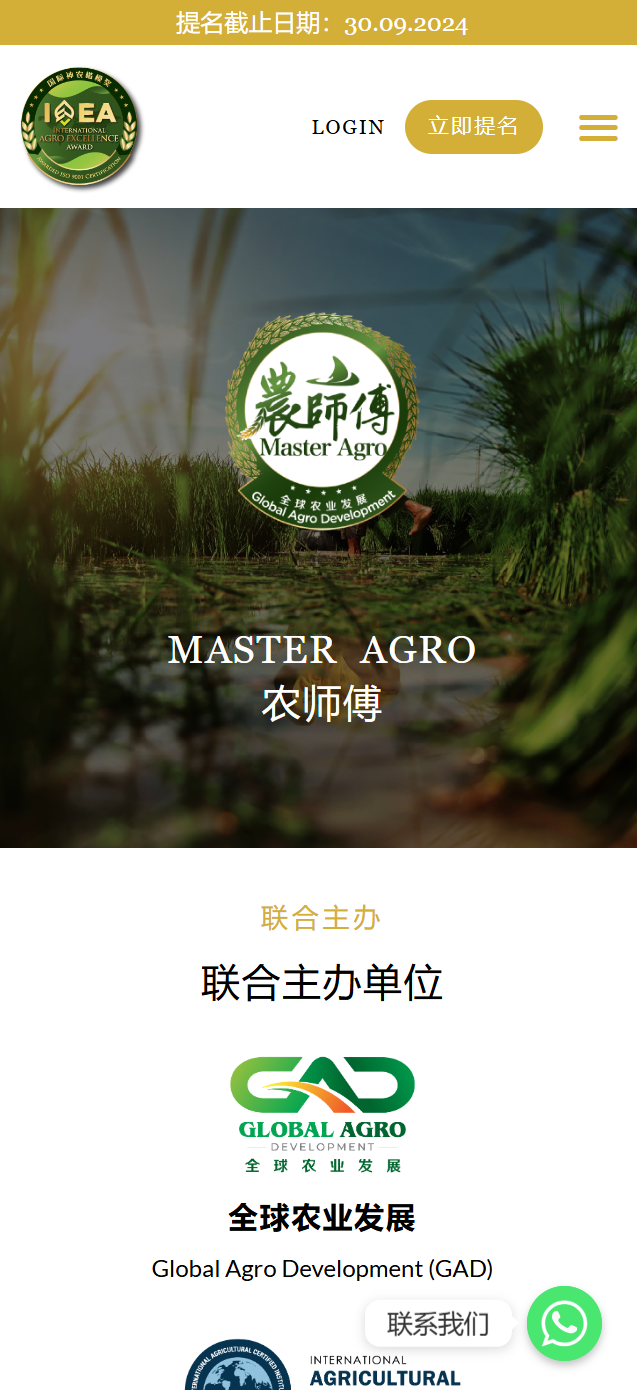 提名截止日期：30.09.2024
国际神农楷模奖
IAEA
INTERNATIONAL
AGRO EXCELLENCE
AWARD
AWARDED ISO 9001 CERTIFICATION
LOGIN
立即提名
農師傅
Master Agro
全球农业发展
Global Agro Development
MASTER AGRO
农师傅
联合主办
联合主办单位
GAD
GLOBAL AGRO
DEVELOPMENT
全球农业发展
全球农业发展
Global Agro Development (GAD)
联系我们
INTERNATIONAL AGRICULTURAL CERTIFIED INSTITUTE
INTERNATIONAL
AGRICULTURAL